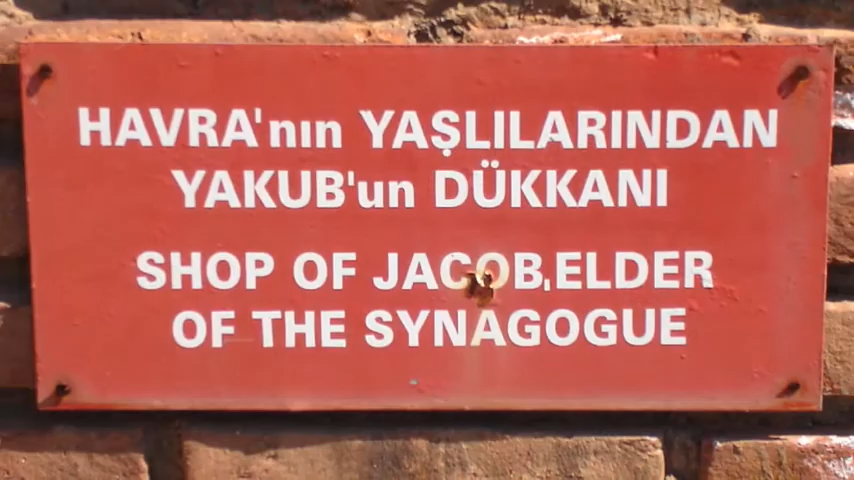 HAVRA'nın YAŞLILARINDAN
YAKUB'un DÜKKANI
SHOP OF JACOB,ELDER
OF THE SYNAGOGUE